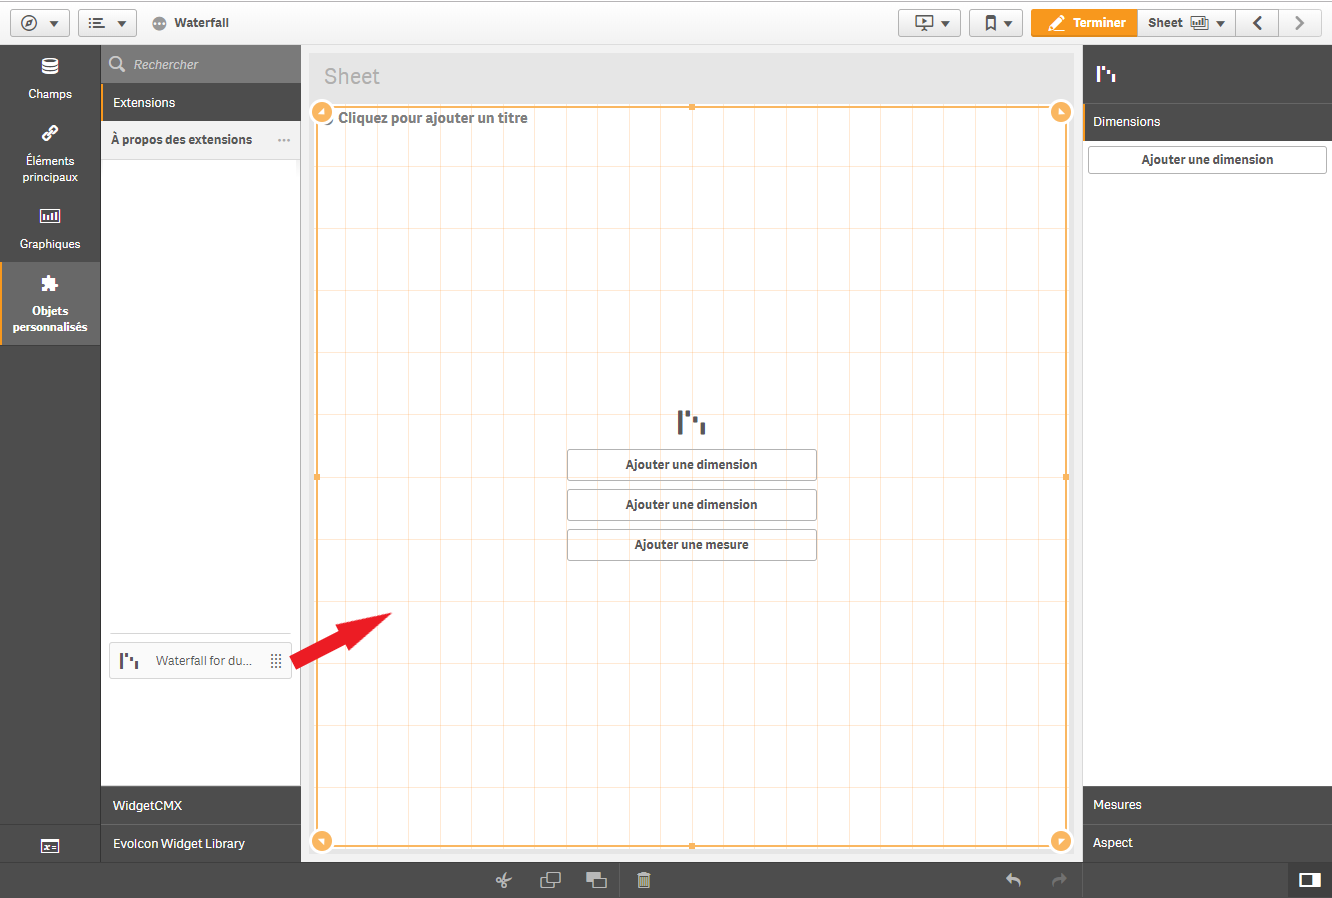 Waterfall
Terminer
Sheet
Champs
Éléments
principaux
Graphiques
Objets
personnalisés
Rechercher
Extensions
À propos des extensions
Waterfall for du...
WidgetCMX
Evolcon Widget Library
Sheet
Cliquez pour ajouter un titre
Ajouter une dimension
Ajouter une dimension
Ajouter une mesure
Dimensions
Ajouter une dimension
Mesures
Aspect